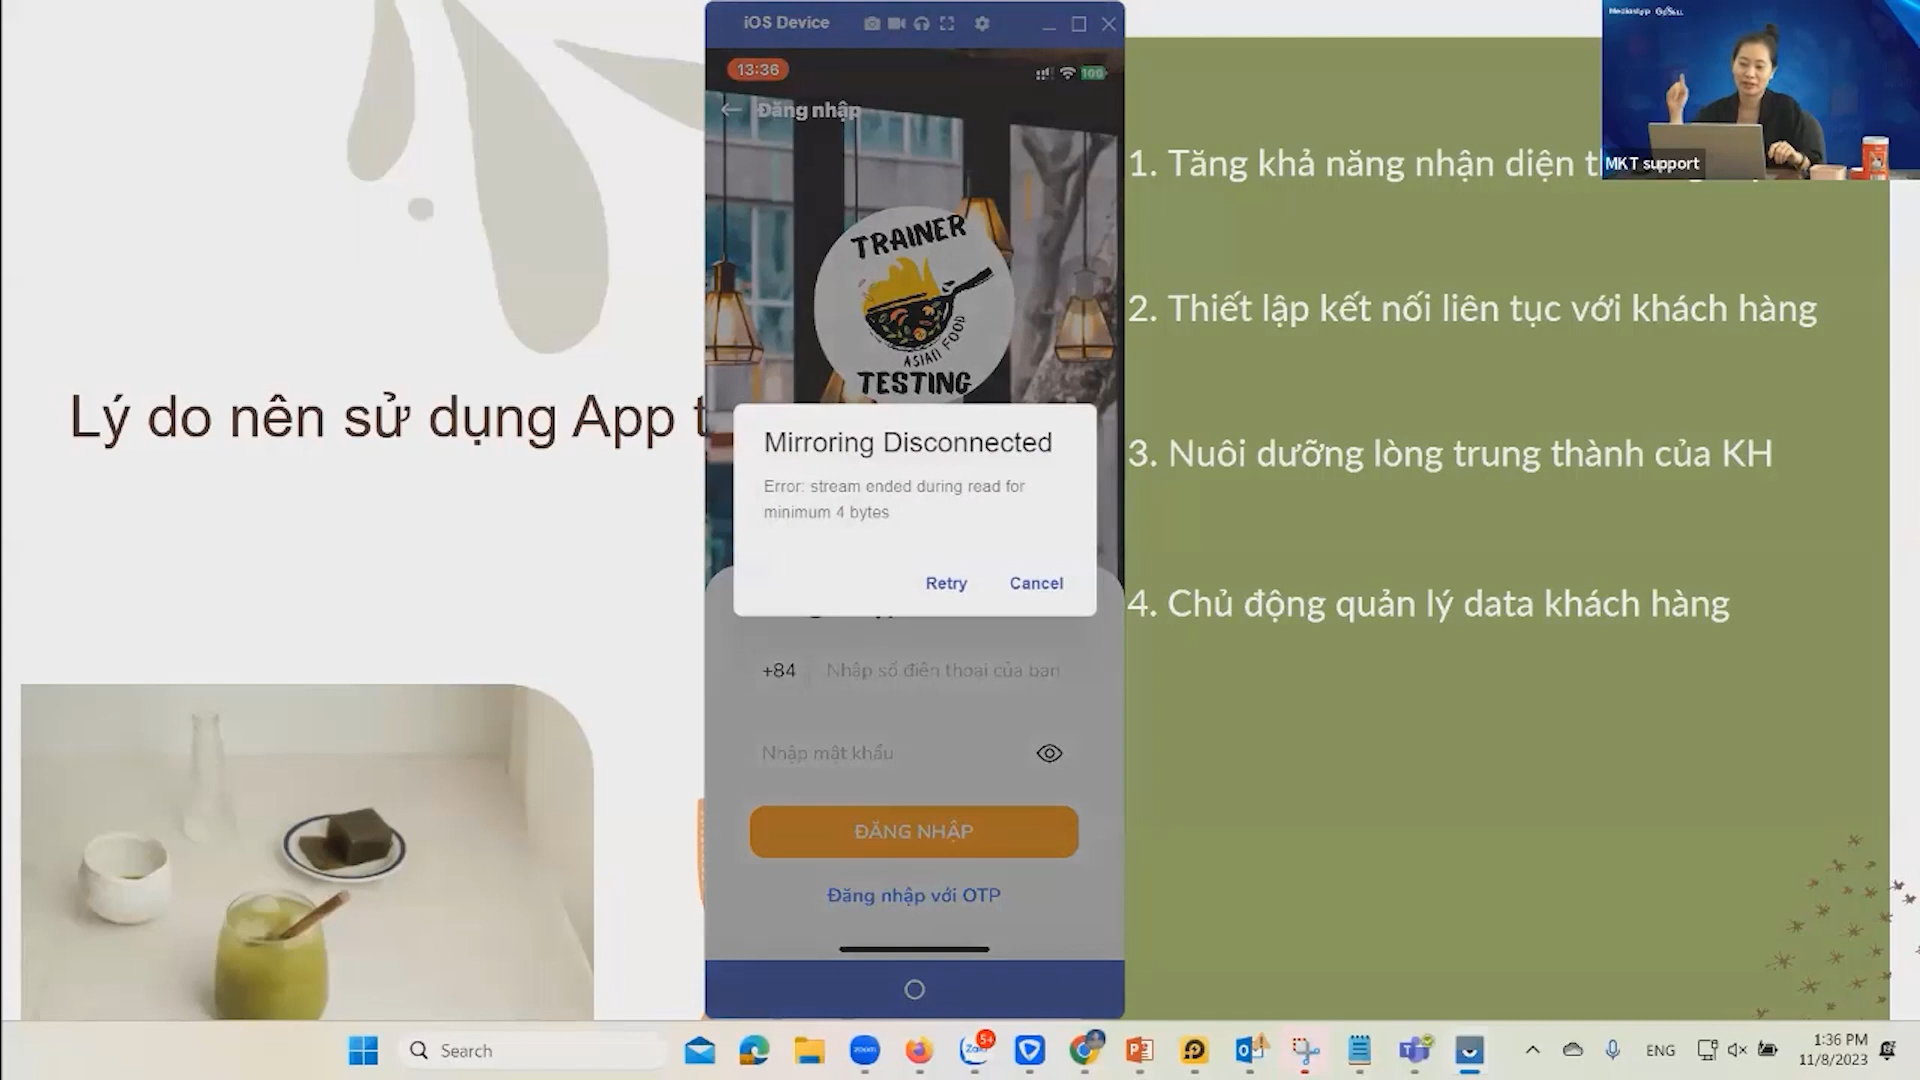 iOS Device
13:36
100
Đăng nhập
TRAINER
ASIAN FOOD
TESTING
Mirroring Disconnected
Error: stream ended during read for
minimum 4 bytes
Retry
Cancel
+84
Nhập số điện thoại của bạn
Nhập mật khẩu
ĐĂNG NHẬP
Đăng nhập với OTP
Lý do nên sử dụng App
1. Tăng khả năng nhận diện
2. Thiết lập kết nối liên tục với khách hàng
3. Nuôi dưỡng lòng trung thành của KH
4. Chủ động quản lý data khách hàng
GoSELL
MKT support
Search
zoom
Zalo
5+
ENG
1:36 PM
11/8/2023